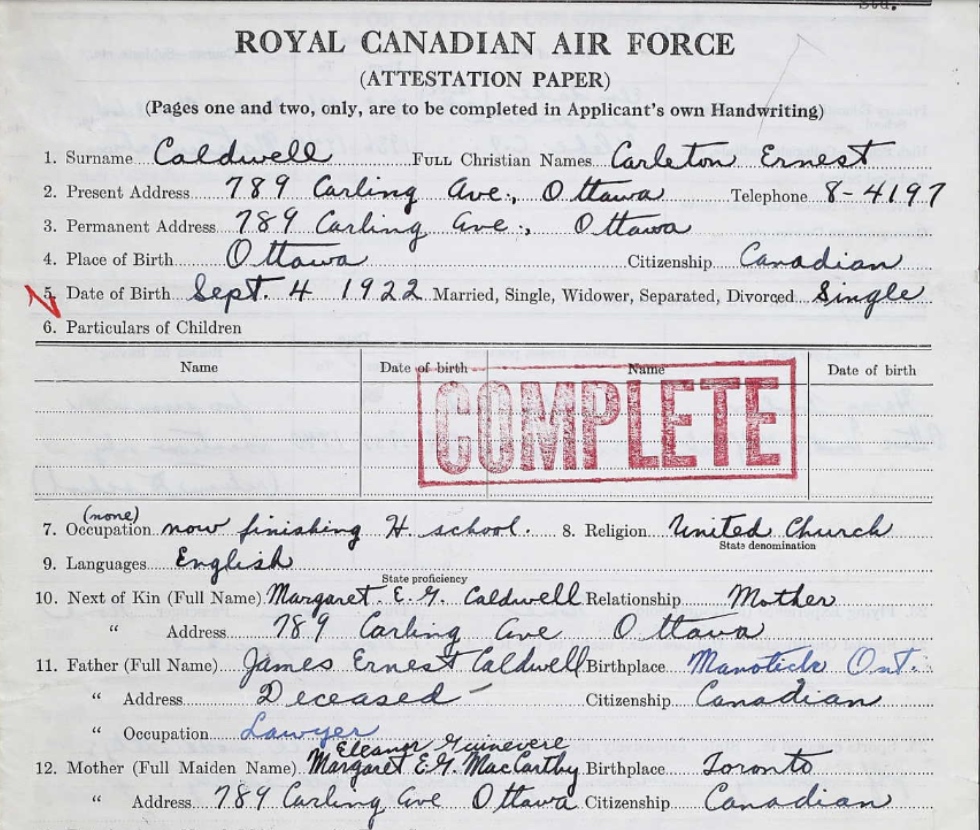 Std.
ROYAL CANADIAN AIR FORCE
(ATTESTATION PAPER)
(Pages one and two, only, are to be completed in Applicant's own Handwriting)
1. Surname Caldwell FULL Christian Names Carleton Ernest
2. Present Address 789 Carling Ave., Ottawa Telephone 8-4197
3. Permanent Address 789 Carling Ave., Ottawa
4. Place of Birth Ottawa Citizenship Canadian
5. Date of Birth Sept. 4 1922 Married, Single, Widower, Separated, Divorced Single
6. Particulars of Children
Name Date of birth Name Date of birth
COMPLETE
(none)
7. Occupation now finishing H. school. 8. Religion United Church
State denomination
9. Languages English
State proficiency
10. Next of Kin (Full Name) Margaret E.G. Caldwell Relationship Mother
" Address 789 Carling Ave Ottawa
11. Father (Full Name) James Ernest Caldwell Birthplace Manotick Ont.
" Address Deceased Citizenship Canadian
" Occupation Lawyer
Eleanor Guinevere
12. Mother (Full Maiden Name) Margaret E.G. MacCarthy Birthplace Toronto
" Address 789 Carling Ave Ottawa Citizenship Canadian